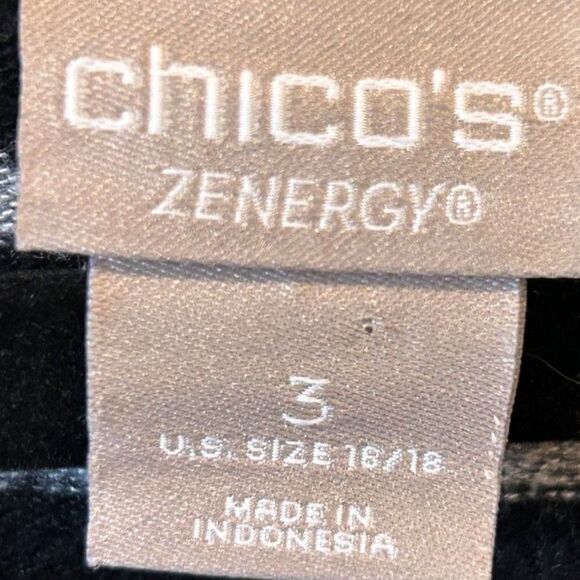 chico's®
ZENERGY®
3
U.S. SIZE 16/18
MADE IN
INDONESIA